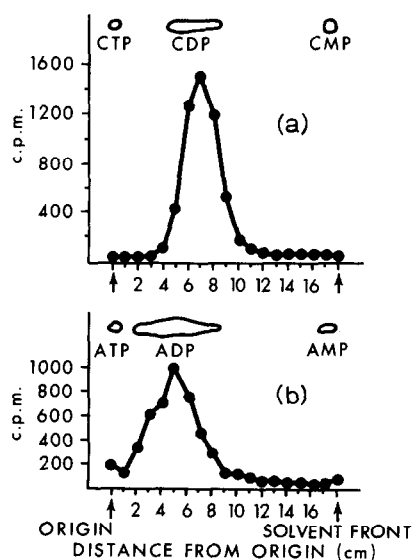 CTP CDP CMP
(a)
c.p.m.
1600
1200
800
400
2 4 6 8 10 12 14 16
ATP ADP AMP
(b)
c.p.m.
1000
800
600
400
200
2 4 6 8 10 12 14 16
ORIGIN SOLVENT FRONT
DISTANCE FROM ORIGIN (cm)